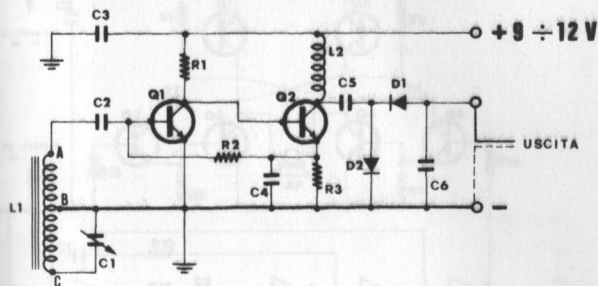 C3
+ 9 ÷ 12 V
R1
L2
C2
Q1
Q2
C5
D1
A
R2
USCITA
L1
B
C4
R3
D2
C6
C1
–
C